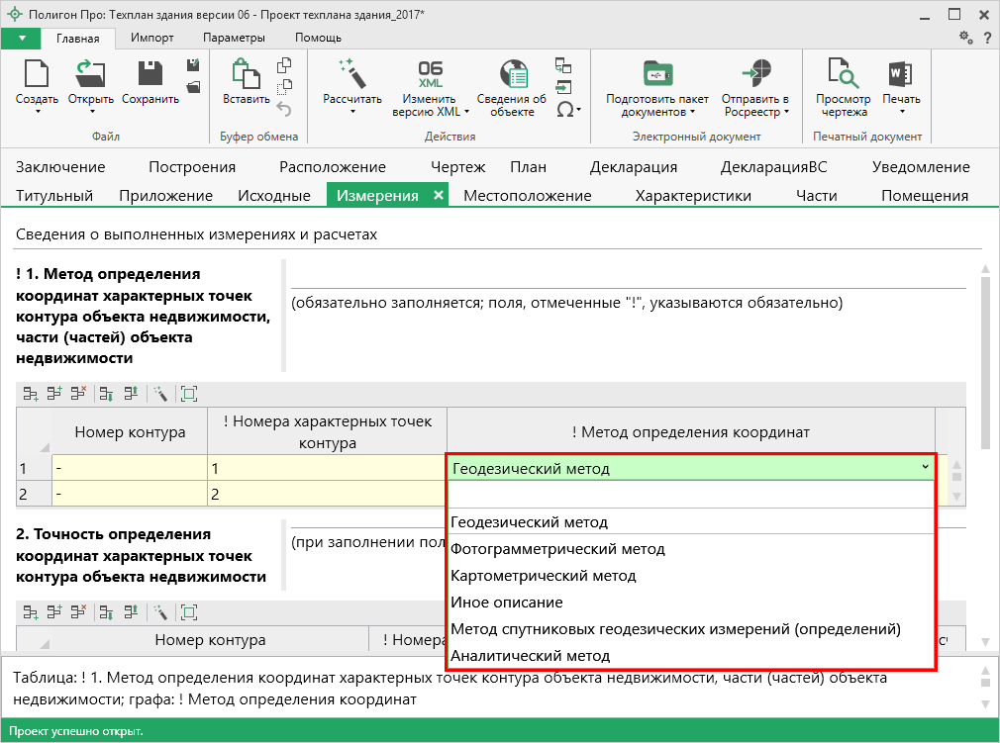 Полигон Про: Техплан здания версии 06 - Проект техплана здания_2017*
Главная Импорт Параметры Помощь ?
06
XML
Создать Открыть Сохранить Вставить Рассчитать Изменить версию XML Сведения об объекте Подготовить пакет документов Отправить в Росреестр Просмотр чертежа Печать
Файл Буфер обмена Действия Электронный документ Печатный документ
Заключение Построения Расположение Чертеж План Декларация ДекларацияВС Уведомление
Титульный Приложение Исходные Измерения Местоположение Характеристики Части Помещения
Сведения о выполненных измерениях и расчетах
! 1. Метод определения
координат характерных точек
контура объекта недвижимости,
части (частей) объекта
недвижимости
(обязательно заполняется; поля, отмеченные "!", указываются обязательно)
Номер контура ! Номера характерных точек контура ! Метод определения координат
1 - 1 Геодезический метод
2 - 2
Геодезический метод
Фотограмметрический метод
Картометрический метод
Иное описание
Метод спутниковых геодезических измерений (определений)
Аналитический метод
2. Точность определения
координат характерных точек
контура объекта недвижимости
(при заполнении
Номер контура ! Номера
Таблица: ! 1. Метод определения координат характерных точек контура объекта недвижимости, части (частей) объекта
недвижимости; графа: ! Метод определения координат
Проект успешно открыт.